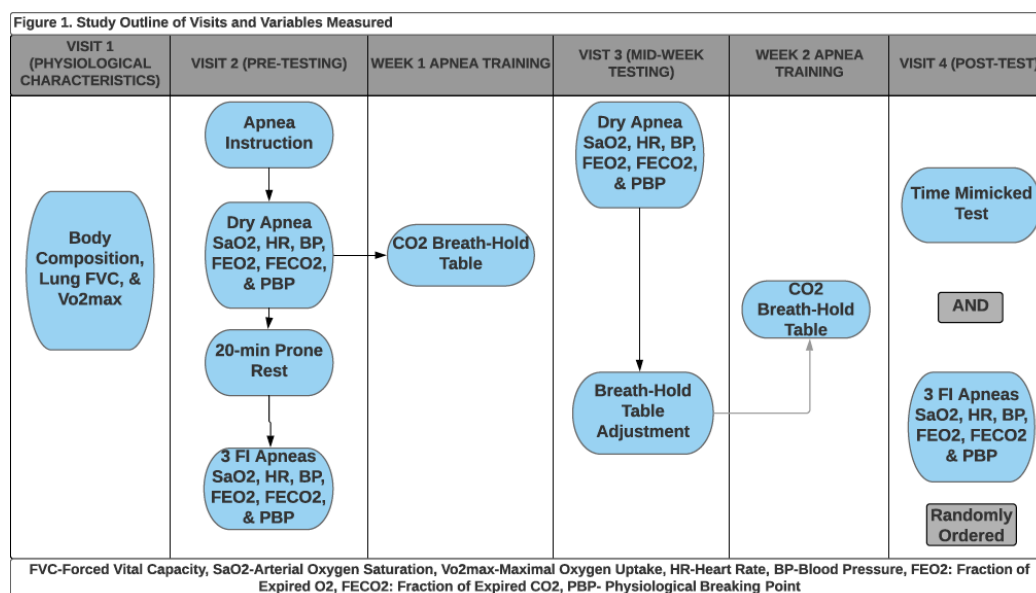 Figure 1. Study Outline of Visits and Variables Measured
VISIT 1
(PHYSIOLOGICAL
CHARACTERISTICS)
VISIT 2 (PRE-TESTING)
WEEK 1 APNEA TRAINING
VIST 3 (MID-WEEK
TESTING)
WEEK 2 APNEA
TRAINING
VISIT 4 (POST-TEST)
Body
Composition,
Lung FVC, &
Vo2max
Apnea
Instruction
Dry Apnea
SaO2, HR, BP,
FEO2, FECO2,
& PBP
20-min Prone
Rest
3 FI Apneas
SaO2, HR, BP,
FEO2, FECO2,
& PBP
CO2 Breath-Hold
Table
Dry Apnea
SaO2, HR, BP,
FEO2, FECO2,
& PBP
Breath-Hold
Table
Adjustment
CO2
Breath-Hold
Table
Time Mimicked
Test
AND
3 FI Apneas
SaO2, HR, BP,
FEO2, FECO2
& PBP
Randomly
Ordered
FVC-Forced Vital Capacity, SaO2-Arterial Oxygen Saturation, Vo2max-Maximal Oxygen Uptake, HR-Heart Rate, BP-Blood Pressure, FEO2: Fraction of
Expired O2, FECO2: Fraction of Expired CO2, PBP- Physiological Breaking Point